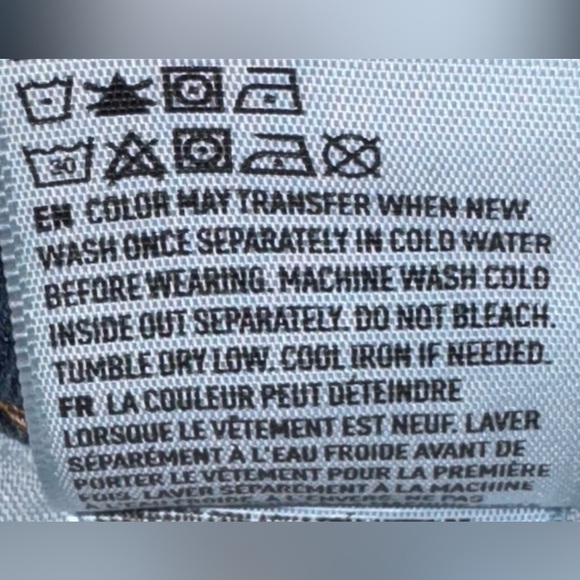 30
EN COLOR MAY TRANSFER WHEN NEW.
WASH ONCE SEPARATELY IN COLD WATER
BEFORE WEARING. MACHINE WASH COLD
INSIDE OUT SEPARATELY. DO NOT BLEACH.
TUMBLE DRY LOW. COOL IRON IF NEEDED.
FR LA COULEUR PEUT DÉTEINDRE
LORSQUE LE VÊTEMENT EST NEUF. LAVER
SÉPARÉMENT À L'EAU FROIDE AVANT DE
PORTER LE VÊTEMENT POUR LA PREMIÈRE
FOIS. LAVER SÉPARÉMENT À LA MACHINE